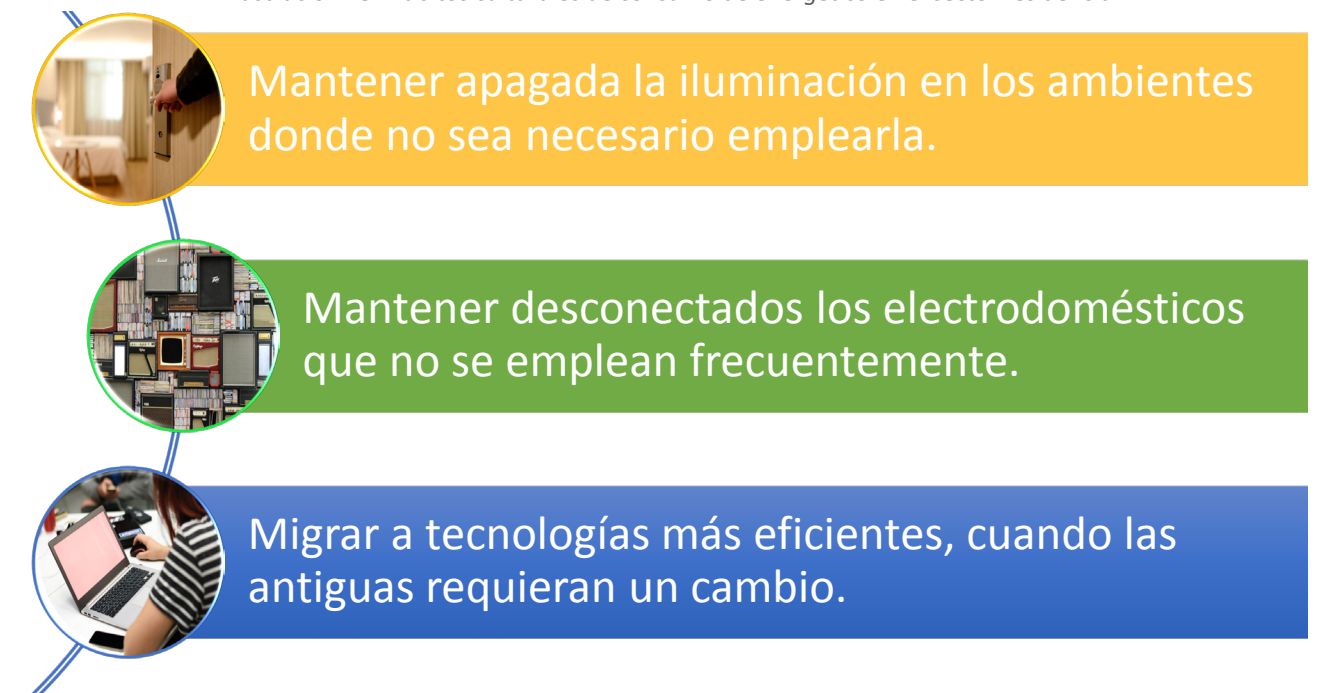 Mantener apagada la iluminación en los ambientes
donde no sea necesario emplearla.
Mantener desconectados los electrodomésticos
que no se emplean frecuentemente.
Migrar a tecnologías más eficientes, cuando las
antiguas requieran un cambio.